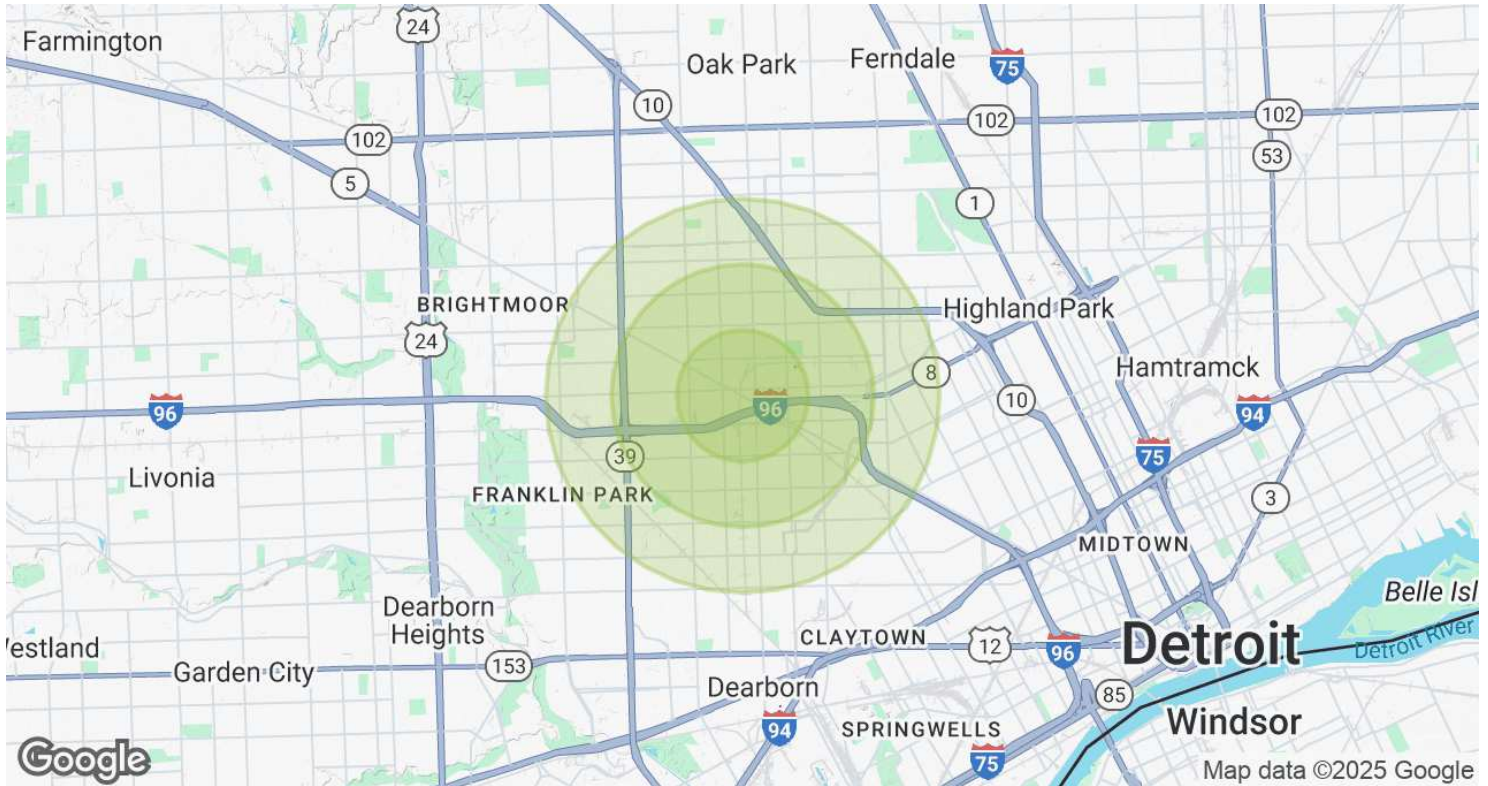 24
Farmington
Oak Park
Ferndale
75
10
102
102
102
53
5
1
BRIGHTMOOR
Highland Park
24
8
Hamtramck
96
96
10
94
39
75
Livonia
FRANKLIN PARK
3
MIDTOWN
Belle Isl
Dearborn
Heights
CLAYTOWN
12
Detroit
Detroit River
estland
Garden City
153
96
Dearborn
85
94
SPRINGWELLS
Windsor
75
Google
Map data ©2025 Google